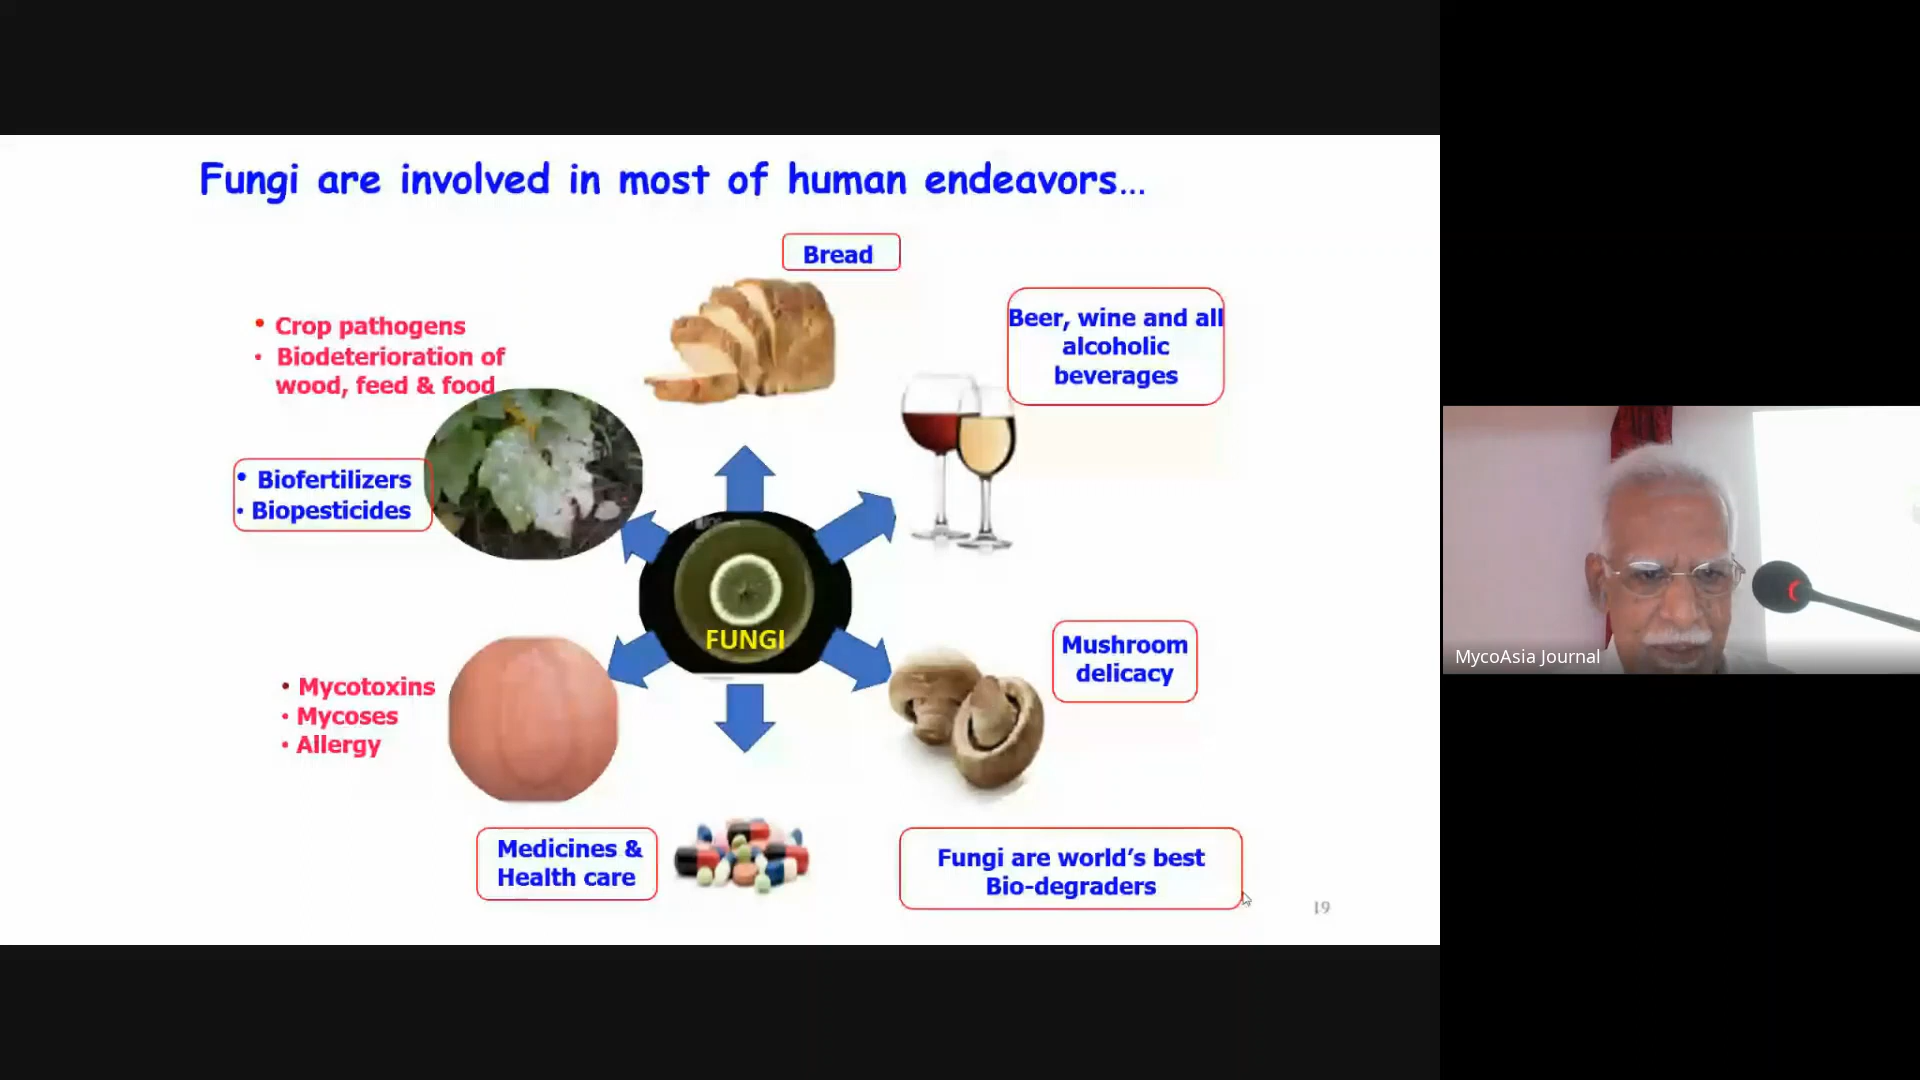 Fungi are involved in most of human endeavors...
Bread
Beer, wine and all
alcoholic
beverages
• Crop pathogens
• Biodeterioration of
wood, feed & food
• Biofertilizers
• Biopesticides
FUNGI
Mushroom
delicacy
• Mycotoxins
• Mycoses
• Allergy
Medicines &
Health care
Fungi are world’s best
Bio-degraders
19
MycoAsia Journal